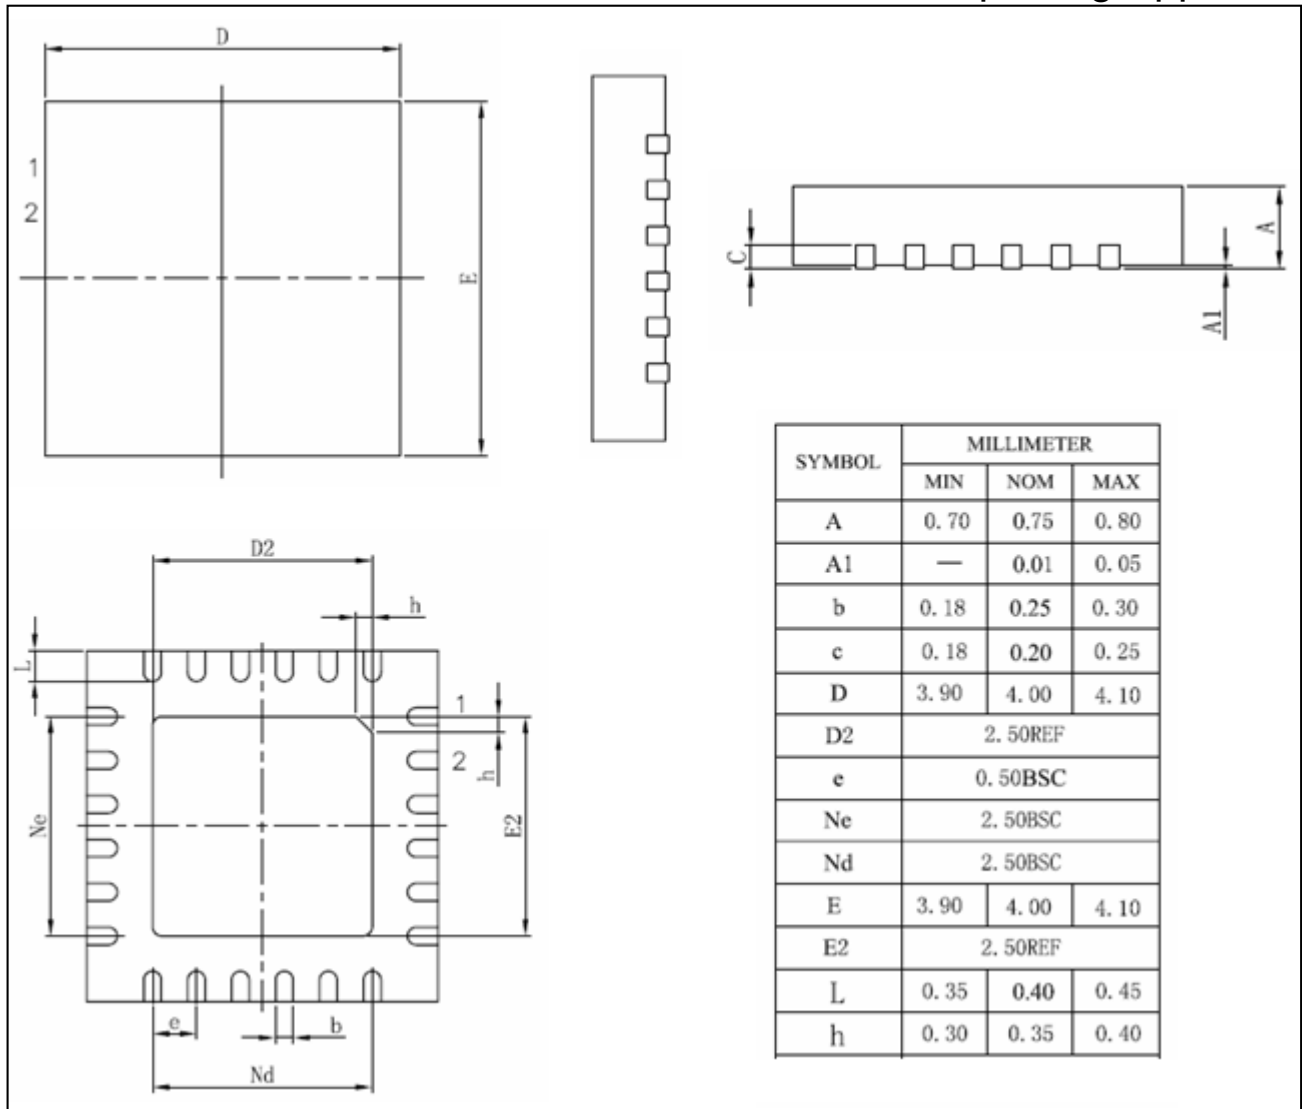 D
1
2
E
C
A
A1
D2
h
L
1
2
h
Ne
E2
e
b
Nd
SYMBOL MILLIMETER
MIN NOM MAX
A 0.70 0.75 0.80
A1 — 0.01 0.05
b 0.18 0.25 0.30
c 0.18 0.20 0.25
D 3.90 4.00 4.10
D2 2.50REF
e 0.50BSC
Ne 2.50BSC
Nd 2.50BSC
E 3.90 4.00 4.10
E2 2.50REF
L 0.35 0.40 0.45
h 0.30 0.35 0.40